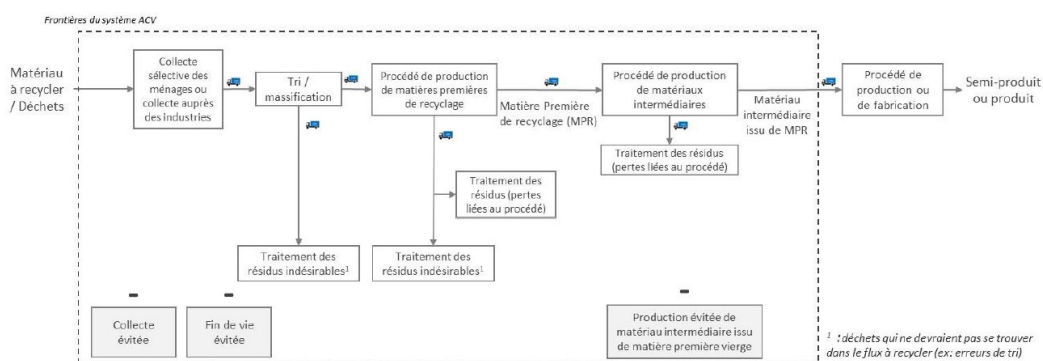 Frontières du système ACV
Matériau
à recycler
/ Déchets
Collecte
sélective des
ménages ou
collecte auprès
des industries
Tri /
massification
Procédé de production
de matières premières
de recyclage
Matière Première
de recyclage (MPR)
Procédé de production
de matériaux
intermédiaires
Matériau
intermédiaire
issu de MPR
Procédé de
production ou
de fabrication
Semi-produit
ou produit
Traitement des résidus
(pertes liées au procédé)
Traitement des
résidus (pertes
liées au procédé)
Traitement des
résidus indésirables¹
Traitement des
résidus indésirables¹
Collecte
évitée
Fin de vie
évitée
Production évitée de
matériau intermédiaire issu
de matière première vierge
¹ : déchets qui ne devraient pas se trouver
dans le flux à recycler (ex: erreurs de tri)